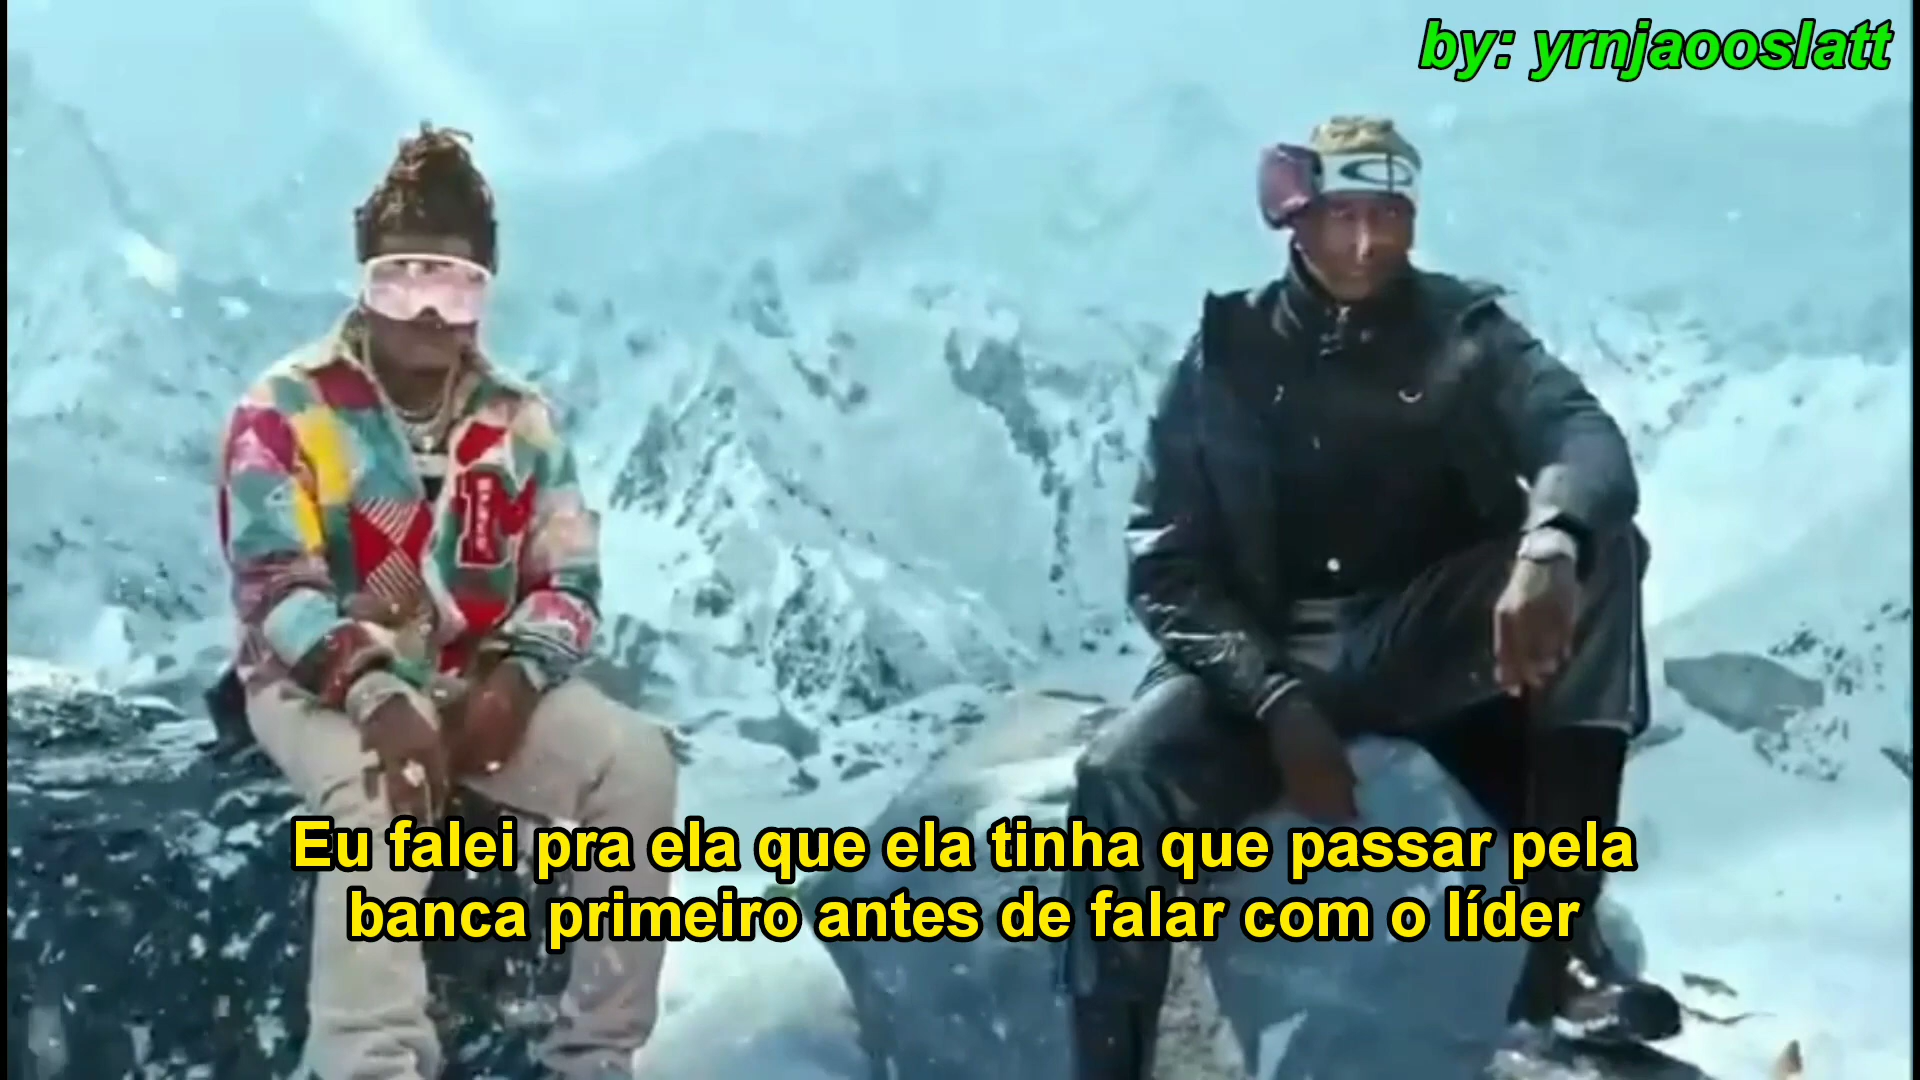 by: yrnjaooslatt
Eu falei pra ela que ela tinha que passar pela
banca primeiro antes de falar com o líder